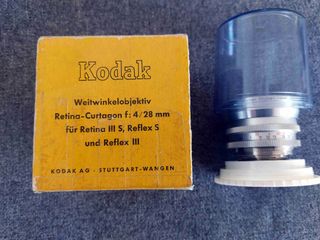 Kodak
Weitwinkelobjektiv
Retina-Curtagon f: 4/28 mm
für Retina III S, Reflex S
und Reflex III
KODAK AG · STUTTGART-WANGEN